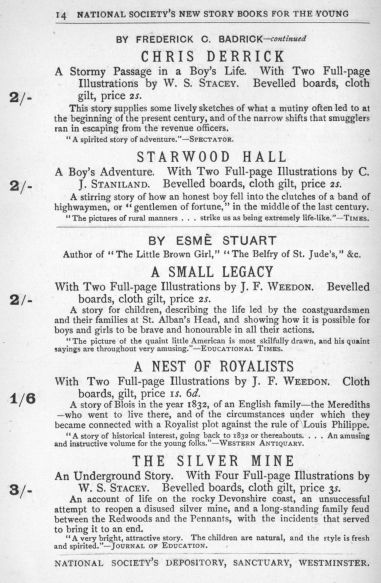 14 NATIONAL SOCIETY'S NEW STORY BOOKS FOR THE YOUNG
BY FREDERICK C. BADRICK—continued
CHRIS DERRICK
A Stormy Passage in a Boy's Life. With Two Full-page
Illustrations by W. S. STACEY. Bevelled boards, cloth
2/- gilt, price 2s.
This story supplies some lively sketches of what a mutiny often led to at
the beginning of the present century, and of the narrow shifts that smugglers
ran in escaping from the revenue officers.
"A spirited story of adventure."—SPECTATOR.
STARWOOD HALL
A Boy's Adventure. With Two Full-page Illustrations by C.
2/- J. STANILAND. Bevelled boards, cloth gilt, price 2s.
A stirring story of how an honest boy fell into the clutches of a band of
highwaymen, or "gentlemen of fortune," in the middle of the last century.
"The pictures of rural manners . . . strike us as being extremely life-like."—TIMES.
BY ESMÈ STUART
Author of "The Little Brown Girl," "The Belfry of St. Jude's," &c.
A SMALL LEGACY
With Two Full-page Illustrations by J. F. WEEDON. Bevelled
2/- boards, cloth gilt, price 2s.
A story for children, describing the life led by the coastguardsmen
and their families at St. Alban's Head, and showing how it is possible for
boys and girls to be brave and honourable in all their actions.
"The picture of the quaint little American is most skilfully drawn, and his quaint
sayings are throughout very amusing."—EDUCATIONAL TIMES.
A NEST OF ROYALISTS
With Two Full-page Illustrations by J. F. WEEDON. Cloth
1/6 boards, gilt, price 1s. 6d.
A story of Blois in the year 1832, of an English family—the Merediths
—who went to live there, and of the circumstances under which they
became connected with a Royalist plot against the rule of Louis Philippe.
"A story of historical interest, going back to 1832 or thereabouts. . . . An amusing
and instructive volume for the young folks."—WESTERN ANTIQUARY.
THE SILVER MINE
An Underground Story. With Four Full-page Illustrations by
3/- W. S. STACEY. Bevelled boards, cloth gilt, price 3s.
An account of life on the rocky Devonshire coast, an unsuccessful
attempt to reopen a disused silver mine, and a long-standing family feud
between the Redwoods and the Pennants, with the incidents that served
to bring it to an end.
"A very bright, attractive story. The children are natural, and the style is fresh
and spirited."—JOURNAL OF EDUCATION.
NATIONAL SOCIETY'S DEPOSITORY, SANCTUARY, WESTMINSTER.